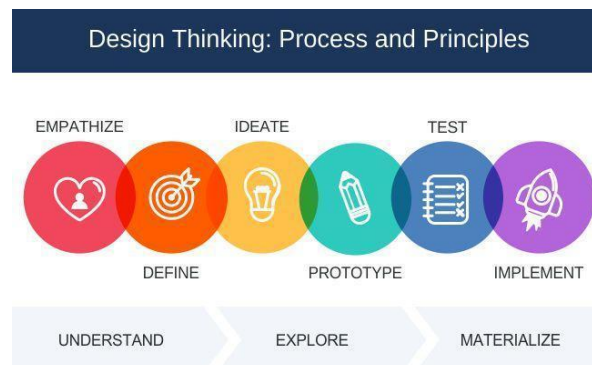 Design Thinking: Process and Principles
EMPATHIZE
IDEATE
TEST
DEFINE
PROTOTYPE
IMPLEMENT
UNDERSTAND
EXPLORE
MATERIALIZE